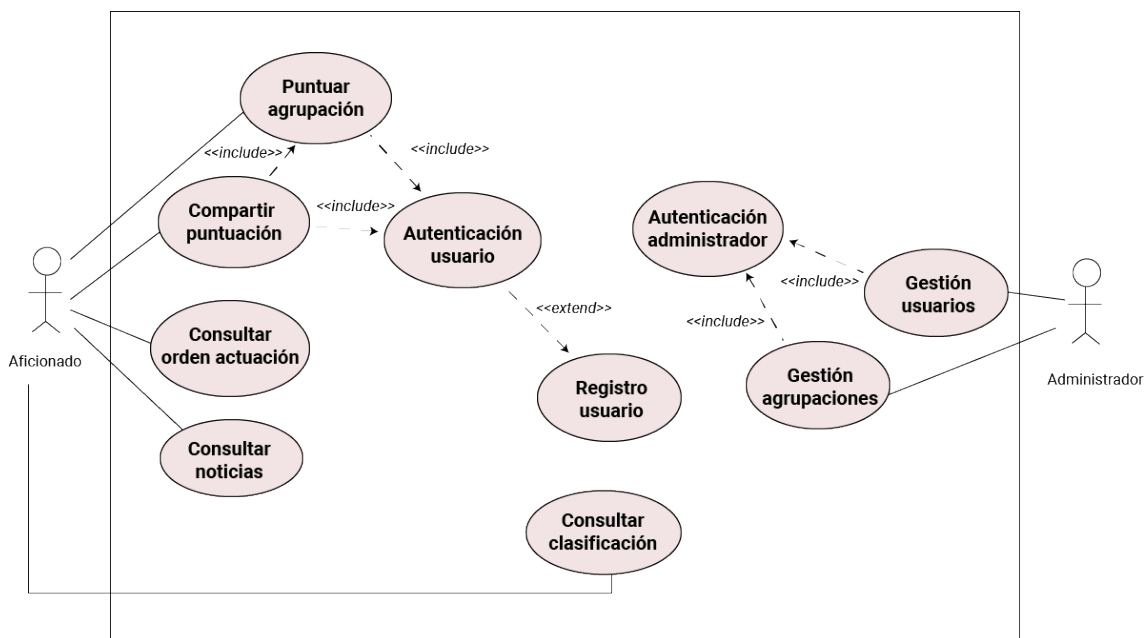 Puntuar
agrupación
<<include>>
<<include>>
Compartir
puntuación
<<include>>
Autenticación
usuario
Autenticación
administrador
<<include>>
Gestión
usuarios
Consultar
orden actuación
<<extend>>
<<include>>
Aficionado
Administrador
Registro
usuario
Gestión
agrupaciones
Consultar
noticias
Consultar
clasificación